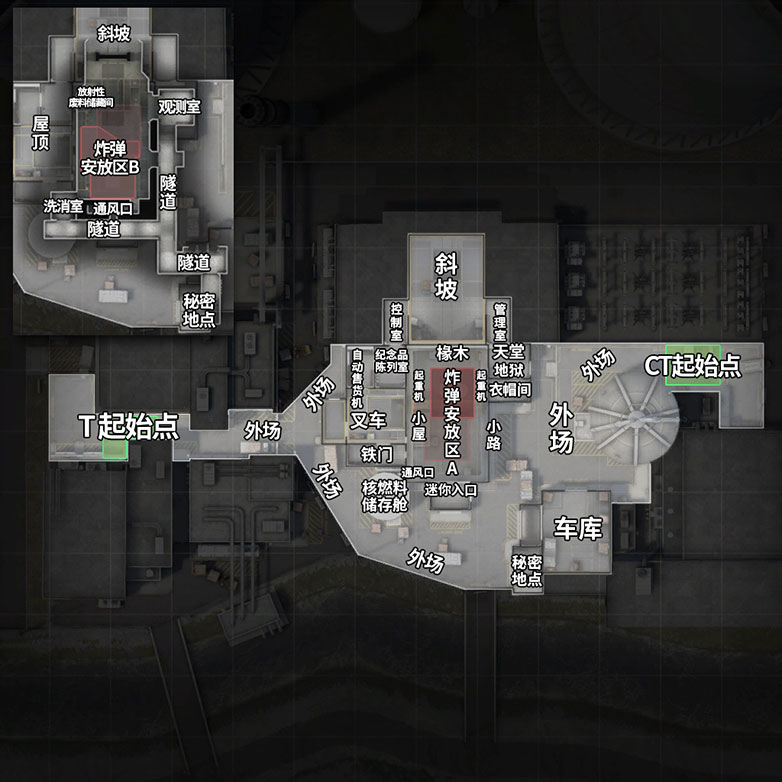 斜坡
放射性
废料储藏间
观测室
屋
顶
炸弹
安放区B
隧
道
洗消室
通风口
隧道
隧道
秘密
地点
斜
坡
控
制
室
管
理
室
自
动
售
货
机
纪念品
陈列室
椽木
天堂
地狱
衣帽间
外场
CT起始点
外场
起
重
机
炸
弹
安
放
区
A
起
重
机
T起始点
外场
叉车
小
屋
小
路
外
场
铁门
外场
通风口
核燃料
储存舱
迷你入口
车库
外场
秘密
地点